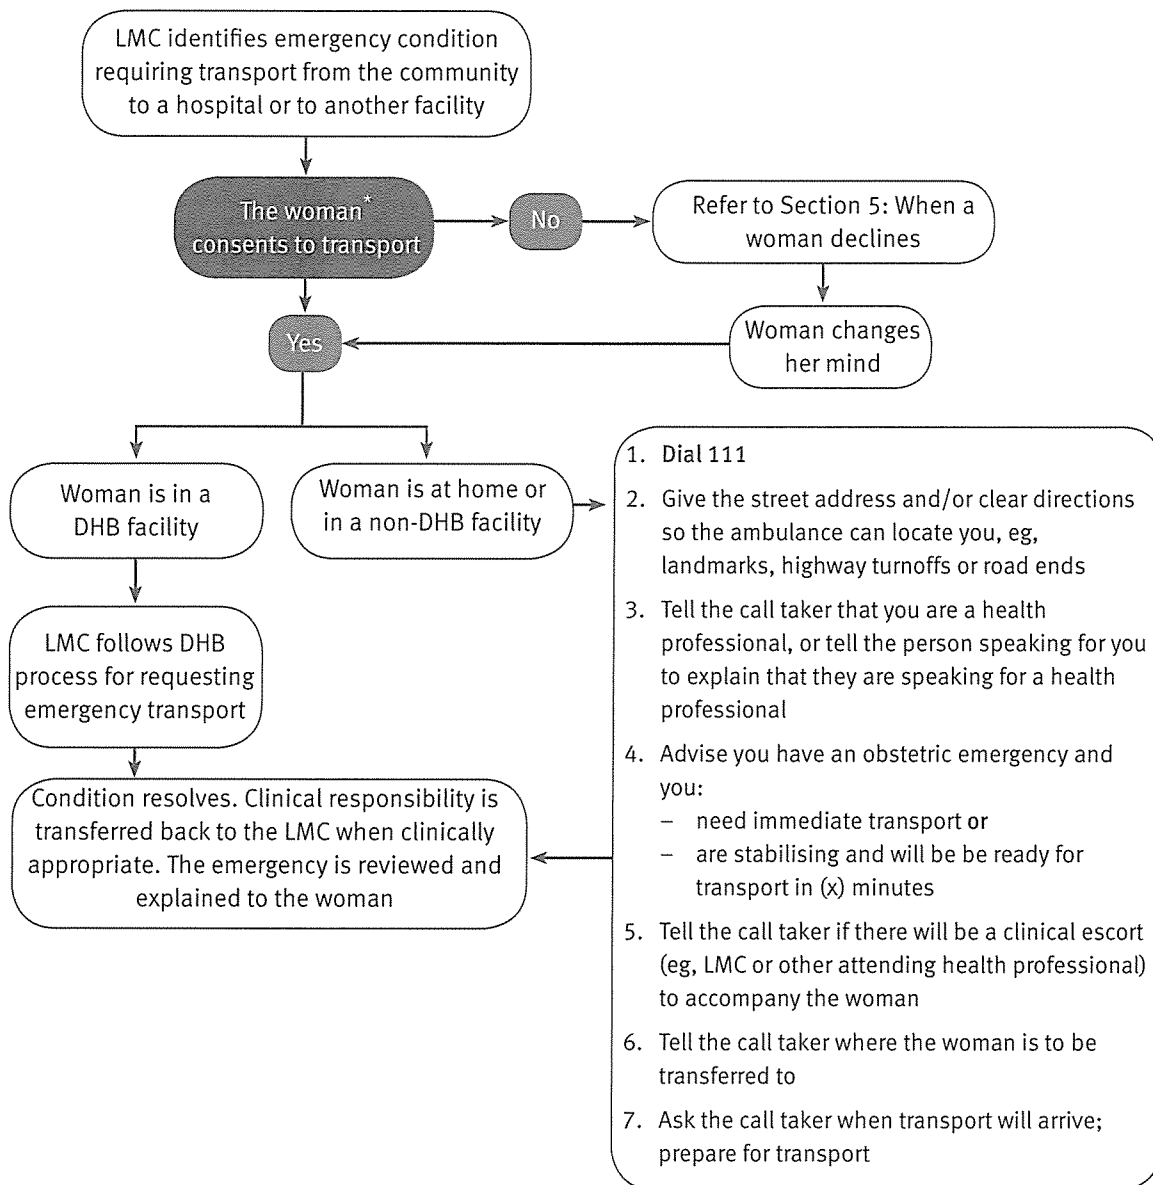 LMC identifies emergency condition
requiring transport from the community
to a hospital or to another facility
The woman*
consents to transport
No
Refer to Section 5: When a
woman declines
Woman changes
her mind
Yes
Woman is in a
DHB facility
Woman is at home or
in a non-DHB facility
LMC follows DHB
process for requesting
emergency transport
Condition resolves. Clinical responsibility is
transferred back to the LMC when clinically
appropriate. The emergency is reviewed and
explained to the woman
1. Dial 111
2. Give the street address and/or clear directions
so the ambulance can locate you, eg,
landmarks, highway turnoffs or road ends
3. Tell the call taker that you are a health
professional, or tell the person speaking for you
to explain that they are speaking for a health
professional
4. Advise you have an obstetric emergency and
you:
– need immediate transport or
– are stabilising and will be be ready for
transport in (x) minutes
5. Tell the call taker if there will be a clinical escort
(eg, LMC or other attending health professional)
to accompany the woman
6. Tell the call taker where the woman is to be
transferred to
7. Ask the call taker when transport will arrive;
prepare for transport